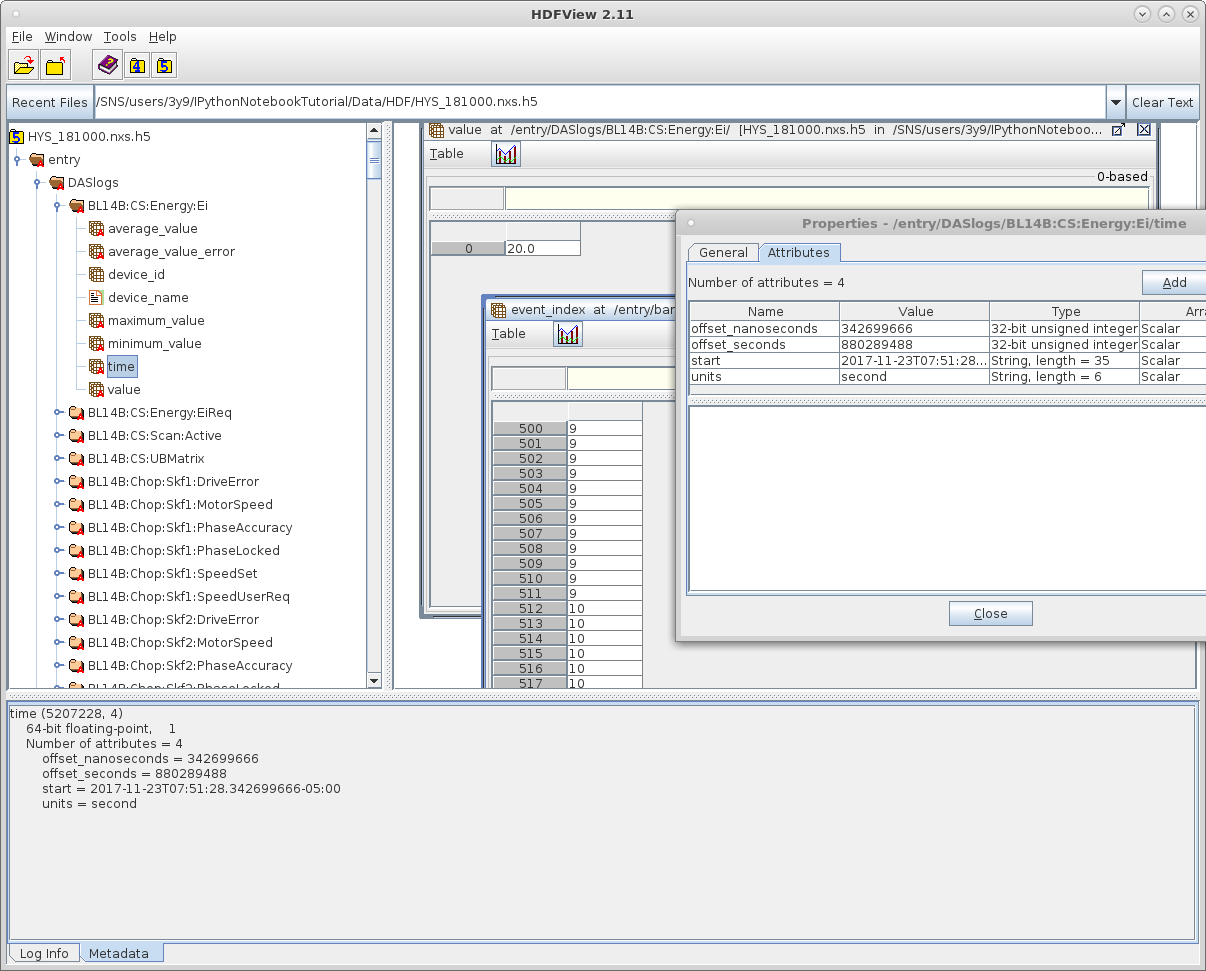 HDFView 2.11
File Window Tools Help
Recent Files /SNS/users/3y9/IPythonNotebookTutorial/Data/HDF/HYS_181000.nxs.h5 Clear Text
HYS_181000.nxs.h5
entry
DASlogs
BL14B:CS:Energy:Ei
average_value
average_value_error
device_id
device_name
maximum_value
minimum_value
time
value
BL14B:CS:Energy:EiReq
BL14B:CS:Scan:Active
BL14B:CS:UBMatrix
BL14B:Chop:Skf1:DriveError
BL14B:Chop:Skf1:MotorSpeed
BL14B:Chop:Skf1:PhaseAccuracy
BL14B:Chop:Skf1:PhaseLocked
BL14B:Chop:Skf1:SpeedSet
BL14B:Chop:Skf1:SpeedUserReq
BL14B:Chop:Skf2:DriveError
BL14B:Chop:Skf2:MotorSpeed
BL14B:Chop:Skf2:PhaseAccuracy
BL14B:Chop:Skf2:PhaseLocked
value at /entry/DASlogs/BL14B:CS:Energy:Ei/ [HYS_181000.nxs.h5 in /SNS/users/3y9/IPythonNoteboo...
Table
0-based
0 20.0
event_index at /entry/bar
Table
500 9
501 9
502 9
503 9
504 9
505 9
506 9
507 9
508 9
509 9
510 9
511 9
512 10
513 10
514 10
515 10
516 10
517 10
Properties - /entry/DASlogs/BL14B:CS:Energy:Ei/time
General Attributes
Number of attributes = 4 Add
Name Value Type Arr
offset_nanoseconds 342699666 32-bit unsigned integer Scalar
offset_seconds 880289488 32-bit unsigned integer Scalar
start 2017-11-23T07:51:28... String, length = 35 Scalar
units second String, length = 6 Scalar
Close
time (5207228, 4)
64-bit floating-point, 1
Number of attributes = 4
offset_nanoseconds = 342699666
offset_seconds = 880289488
start = 2017-11-23T07:51:28.342699666-05:00
units = second
Log Info Metadata